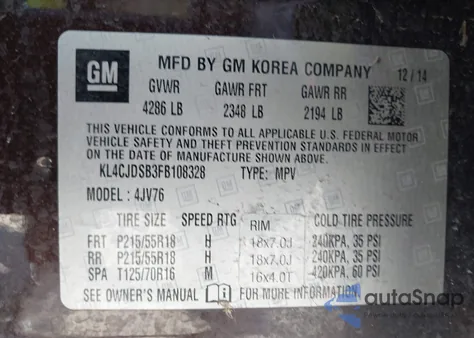 GM
MFD BY GM KOREA COMPANY 12/14
GVWR GAWR FRT GAWR RR
4286 LB 2348 LB 2194 LB
THIS VEHICLE CONFORMS TO ALL APPLICABLE U.S. FEDERAL MOTOR
VEHICLE SAFETY AND THEFT PREVENTION STANDARDS IN EFFECT
ON THE DATE OF MANUFACTURE SHOWN ABOVE.
KL4CJDSB3FB108328 TYPE: MPV
MODEL: 4JV76
TIRE SIZE SPEED RTG RIM COLD TIRE PRESSURE
FRT P215/55R18 H 18x7.0J 240KPA, 35 PSI
RR P215/55R18 H 18x7.0J 240KPA, 35 PSI
SPA T125/70R16 M 16x4.0T 420KPA, 60 PSI
SEE OWNER'S MANUAL FOR MORE INFORMATION
autoSnap